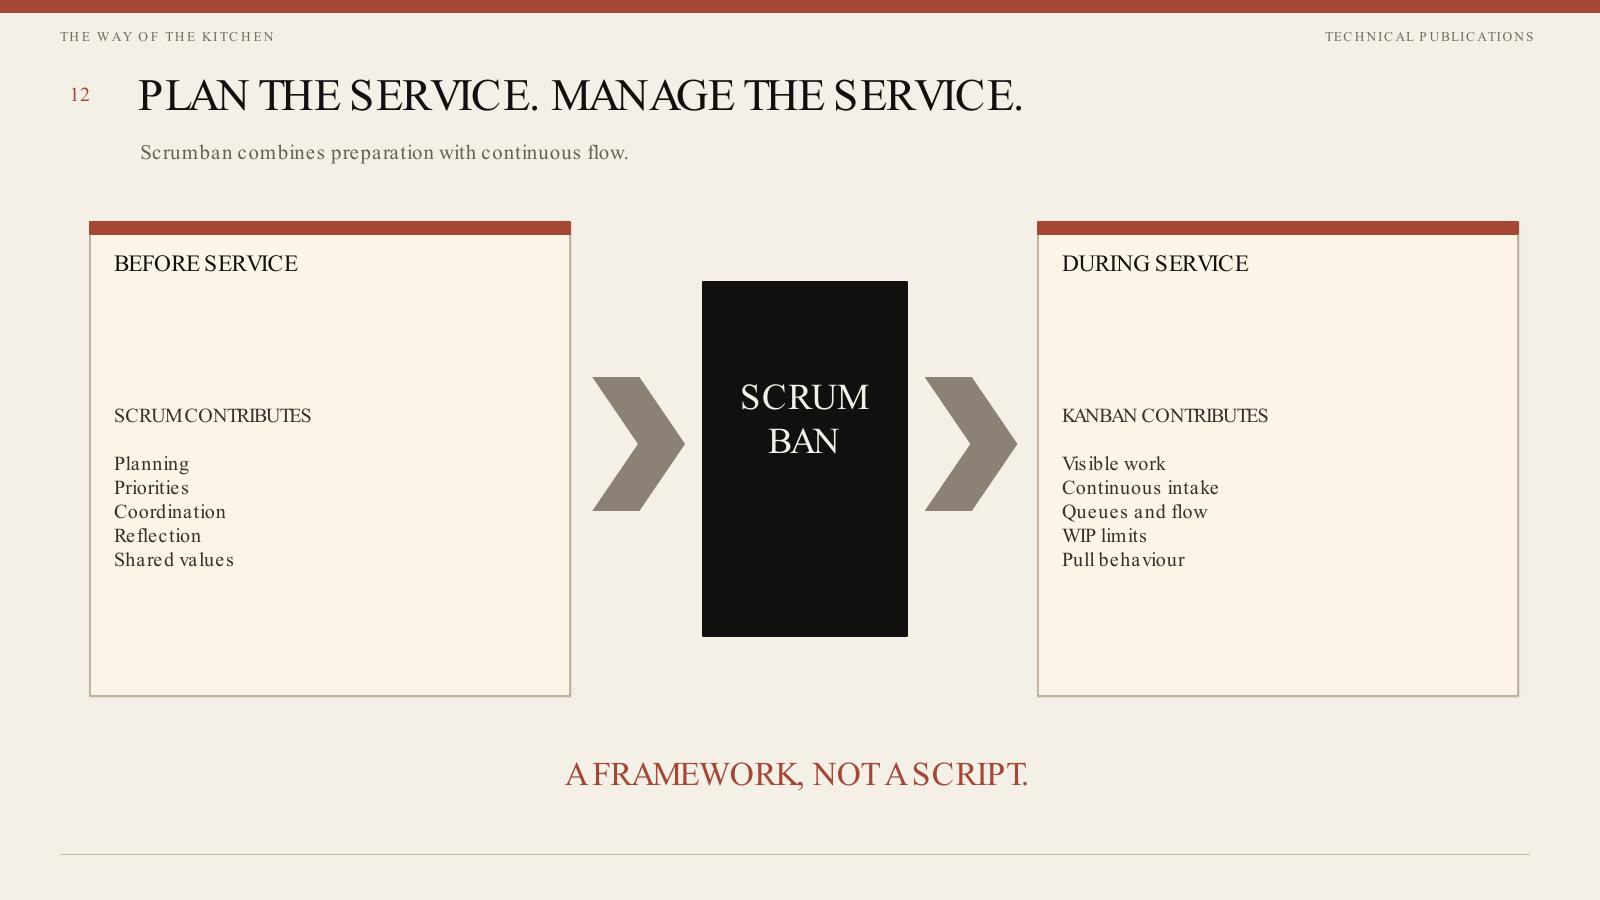 THE WAY OF THE KITCHEN
TECHNICAL PUBLICATIONS
12
PLAN THE SERVICE. MANAGE THE SERVICE.
Scrumban combines preparation with continuous flow.
BEFORE SERVICE
SCRUM CONTRIBUTES
Planning
Priorities
Coordination
Reflection
Shared values
SCRUM
BAN
DURING SERVICE
KANBAN CONTRIBUTES
Visible work
Continuous intake
Queues and flow
WIP limits
Pull behaviour
A FRAMEWORK, NOT A SCRIPT.